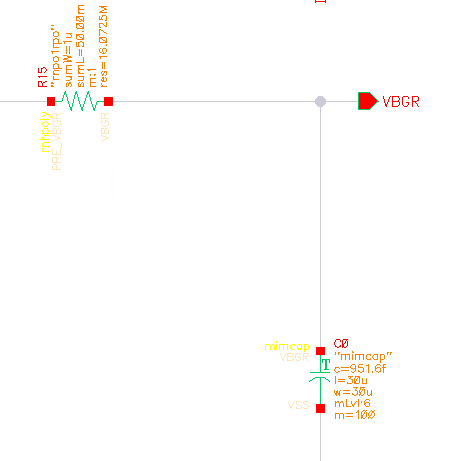 R15
"rnpo1rpo"
sumW=1u
sumL=50.00m
m:1
res=16.0725M
rnpoly
PRE_VBGR
VBGR
VBGR
mimcap
VBGR
VSS
T
C0
"mimcap"
c=951.6f
l=30u
w=30u
mLvl:6
m=100